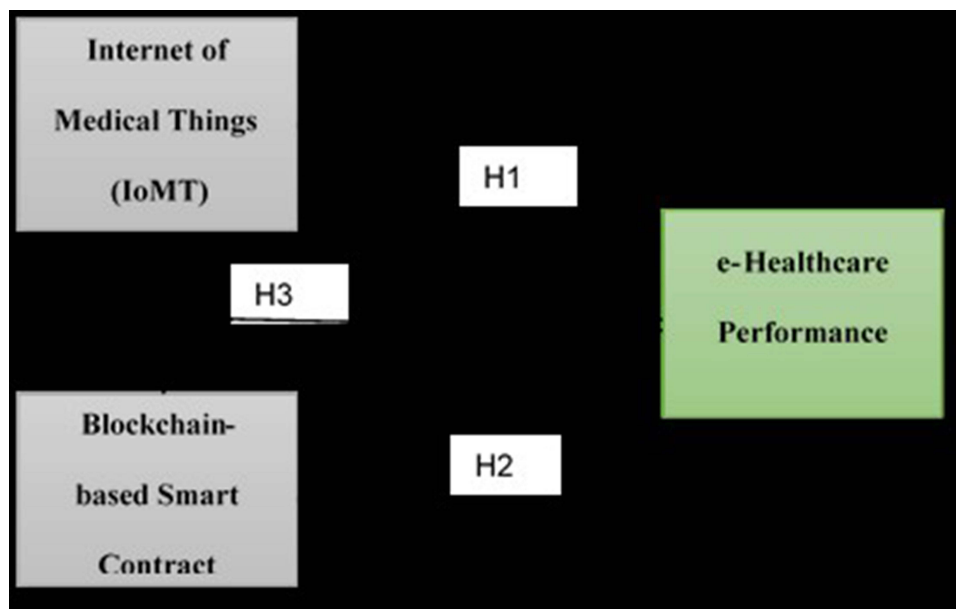 Internet of
Medical Things
(IoMT)
H1
e-Healthcare
Performance
H3
Blockchain-
based Smart
Contract
H2